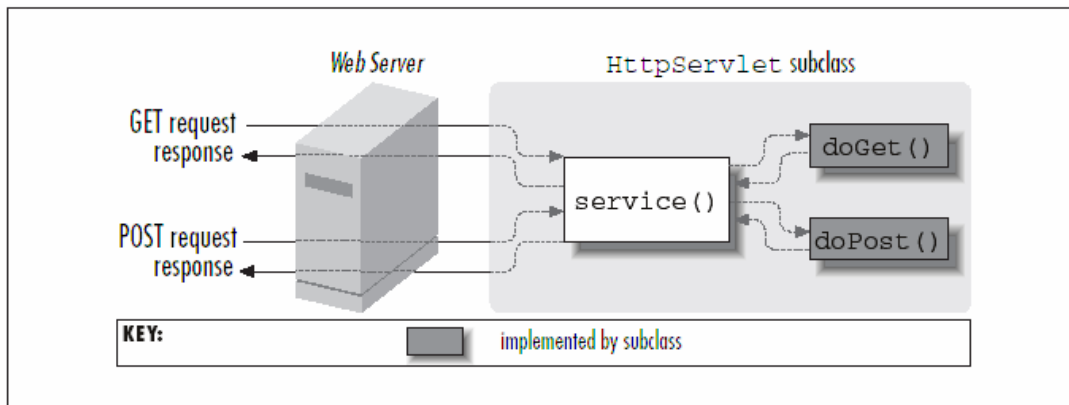 Web Server
HttpServlet subclass
GET request
response
doGet()
service()
POST request
response
doPost()
KEY:
implemented by subclass